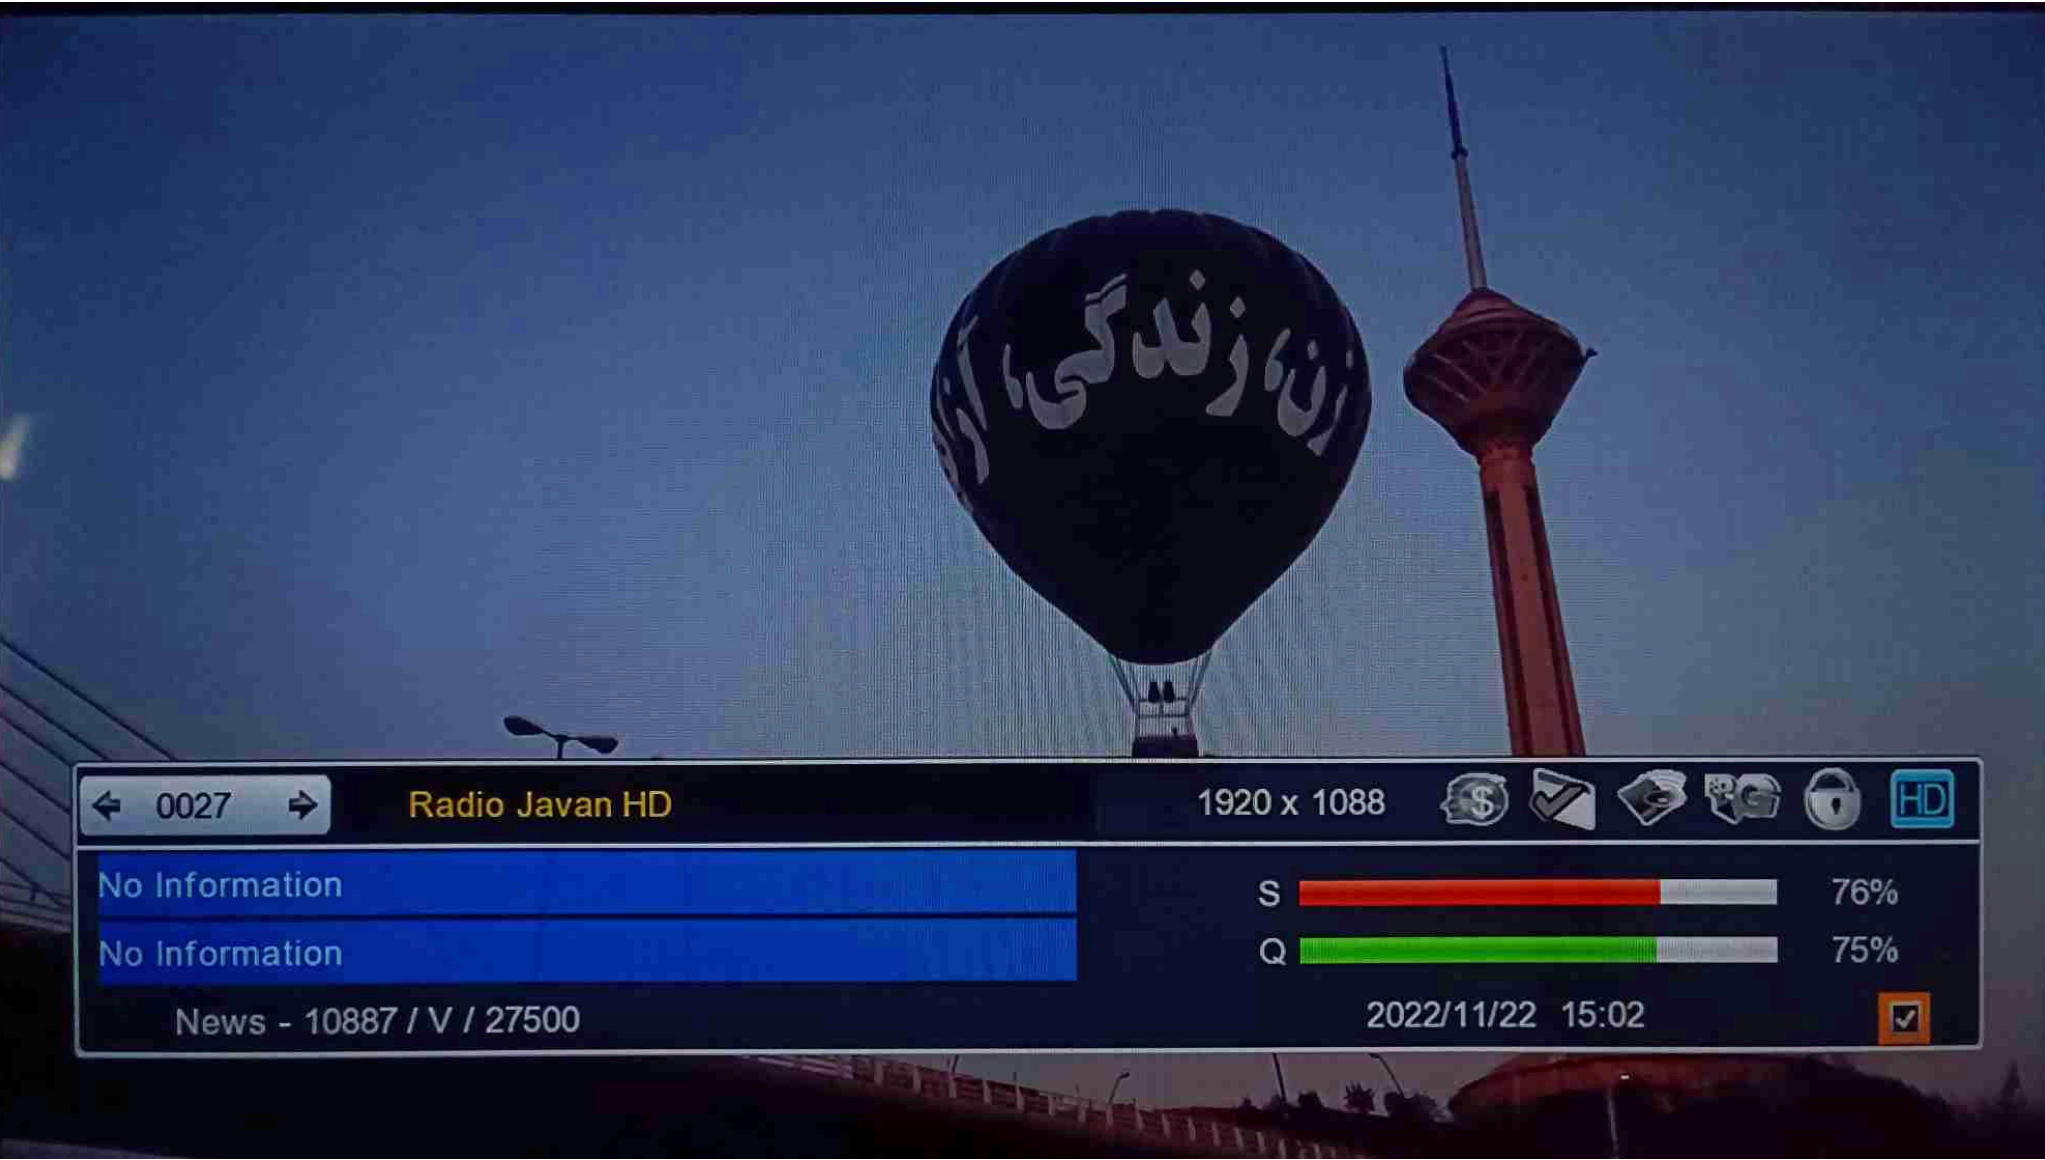 زن، زندگی،
0027 Radio Javan HD 1920 x 1088 HD
No Information
S 76%
No Information
Q 75%
News - 10887 / V / 27500 2022/11/22 15:02